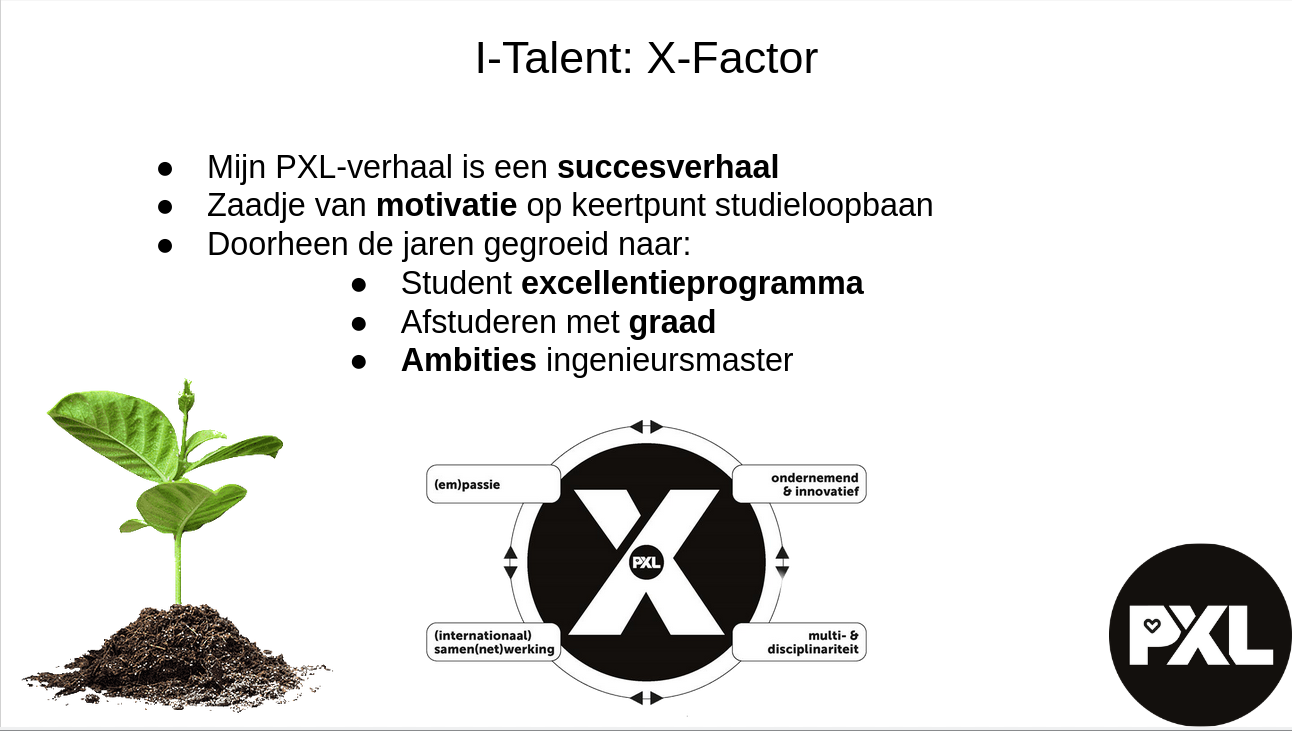 I-Talent: X-Factor
● Mijn PXL-verhaal is een succesverhaal
● Zaadje van motivatie op keertpunt studieloopbaan
● Doorheen de jaren gegroeid naar:
● Student excellentieprogramma
● Afstuderen met graad
● Ambities ingenieursmaster
(em)passie
ondernemend
& innovatief
X
PXL
(internationaal)
samen(net)werking
multi- &
disciplinariteit
PXL